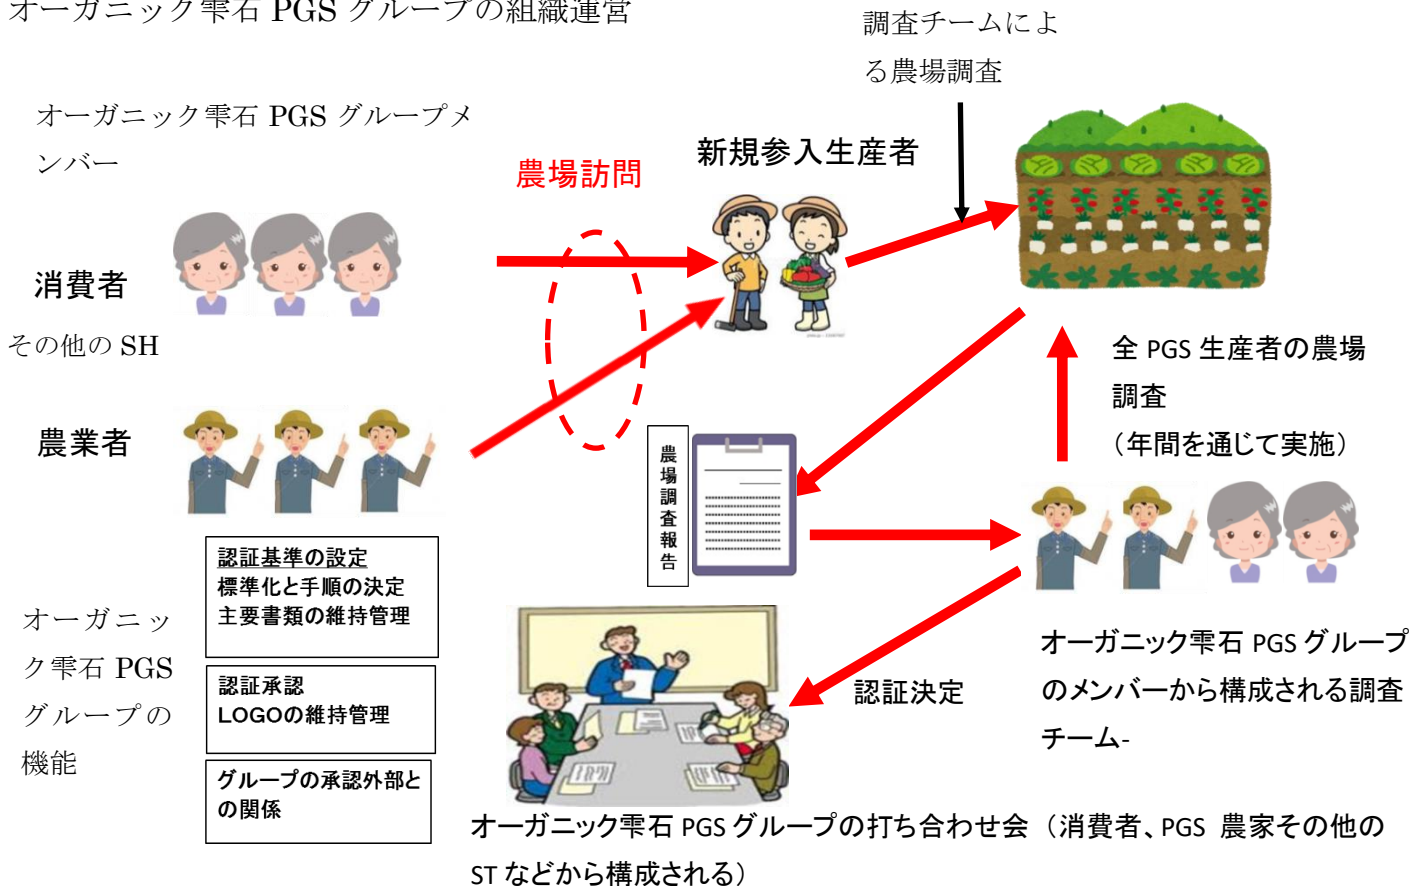 オーガニック雫石 PGS グループの組織運営
調査チームによ
る農場調査
オーガニック雫石 PGS グループメ
ンバー
農場訪問
新規参入生産者
消費者
その他の SH
農業者
全 PGS 生産者の農場
調査
（年間を通じて実施）
農場調査報告
認証基準の設定
標準化と手順の決定
主要書類の維持管理
認証承認
LOGOの維持管理
グループの承認外部と
の関係
オーガニッ
ク雫石 PGS
グループの
機能
認証決定
オーガニック雫石 PGS グループ
のメンバーから構成される調査
チーム-
オーガニック雫石 PGS グループの打ち合わせ会（消費者、PGS 農家その他の
ST などから構成される）